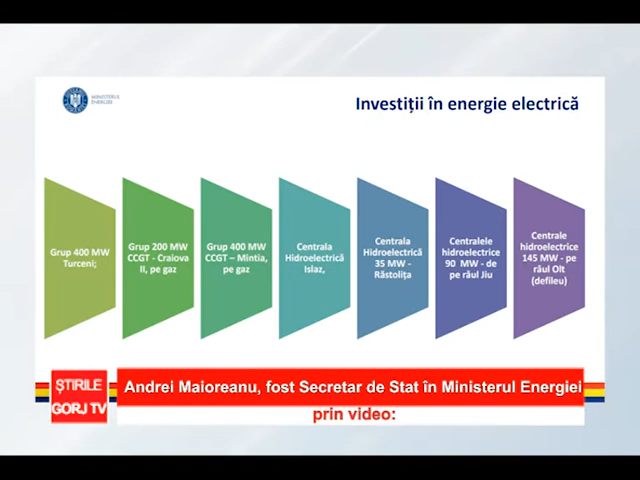 MINISTERUL
ENERGIEI
Investiții în energie electrică
Grup 400 MW
Turceni;
Grup 200 MW
CCGT - Craiova
II, pe gaz
Grup 400 MW
CCGT – Mintia,
pe gaz
Centrala
Hidroelectrică
Islaz,
Centrala
Hidroelectrică
35 MW -
Răstolița
Centralele
hidroelectrice
90 MW - de
pe râul Jiu
Centrale
hidroelectrice
145 MW - pe
râul Olt
(defileu)
ȘTIRILE
GORJ TV
Andrei Maioreanu, fost Secretar de Stat în Ministerul Energiei
prin video: